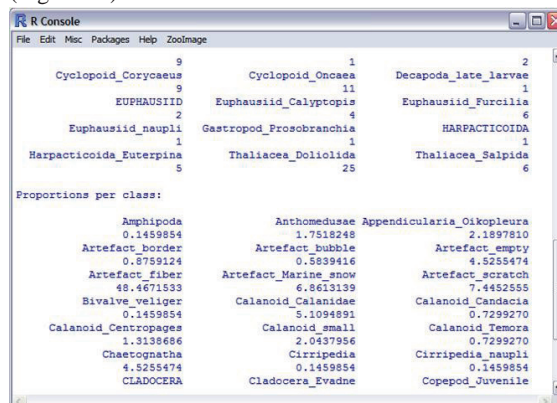 R Console
File Edit Misc Packages Help ZooImage
9 1 2
Cyclopoid_Corycaeus Cyclopoid_Oncaea Decapoda_late_larvae
9 11 1
EUPHAUSIID Euphausiid_Calyptopis Euphausiid_Furcilia
2 4 6
Euphausiid_naupli Gastropod_Prosobranchia HARPACTICOIDA
1 1 1
Harpacticoida_Euterpina Thaliacea_Doliolida Thaliacea_Salpida
5 25 6
Proportions per class:
Amphipoda Anthomedusae Appendicularia_Oikopleura
0.1459854 1.7518248 2.1897810
Artefact_border Artefact_bubble Artefact_empty
0.8759124 0.5839416 4.5255474
Artefact_fiber Artefact_Marine_snow Artefact_scratch
48.4671533 6.8613139 7.4452555
Bivalve_veliger Calanoid_Calanidae Calanoid_Candacia
0.1459854 5.1094891 0.7299270
Calanoid_Centropages Calanoid_small Calanoid_Temora
1.3138686 2.0437956 0.7299270
Chaetognatha Cirripedia Cirripedia_naupli
4.5255474 0.1459854 0.1459854
CLADOCERA Cladocera_Evadne Copepod_Juvenile